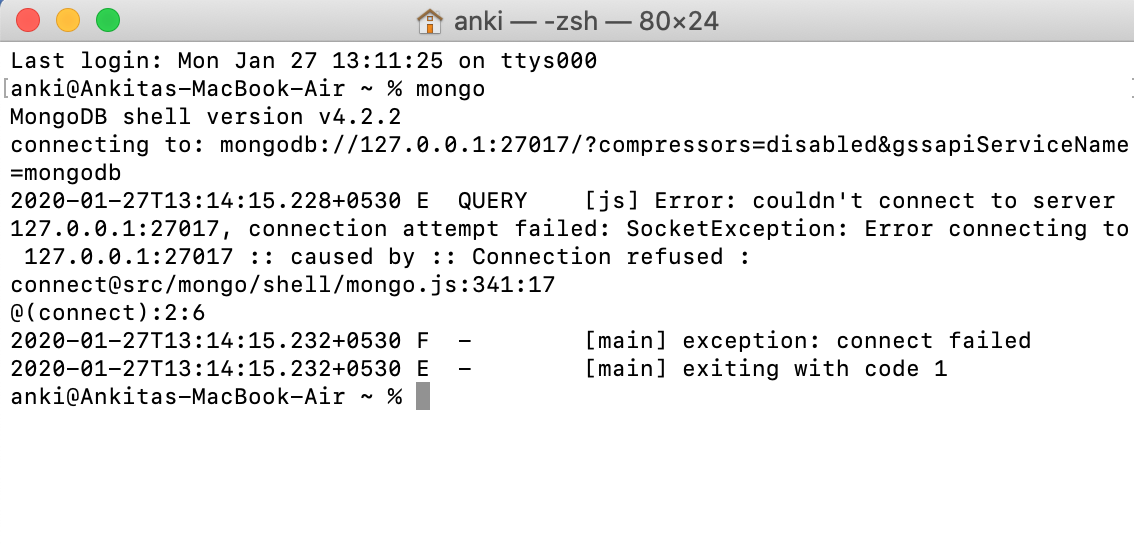 anki — -zsh — 80×24
Last login: Mon Jan 27 13:11:25 on ttys000
[anki@Ankitas-MacBook-Air ~ % mongo
MongoDB shell version v4.2.2
connecting to: mongodb://127.0.0.1:27017/?compressors=disabled&gssapiServiceName
=mongodb
2020-01-27T13:14:15.228+0530 E  QUERY    [js] Error: couldn't connect to server
127.0.0.1:27017, connection attempt failed: SocketException: Error connecting to
 127.0.0.1:27017 :: caused by :: Connection refused :
connect@src/mongo/shell/mongo.js:341:17
@(connect):2:6
2020-01-27T13:14:15.232+0530 F  -        [main] exception: connect failed
2020-01-27T13:14:15.232+0530 E  -        [main] exiting with code 1
anki@Ankitas-MacBook-Air ~ %